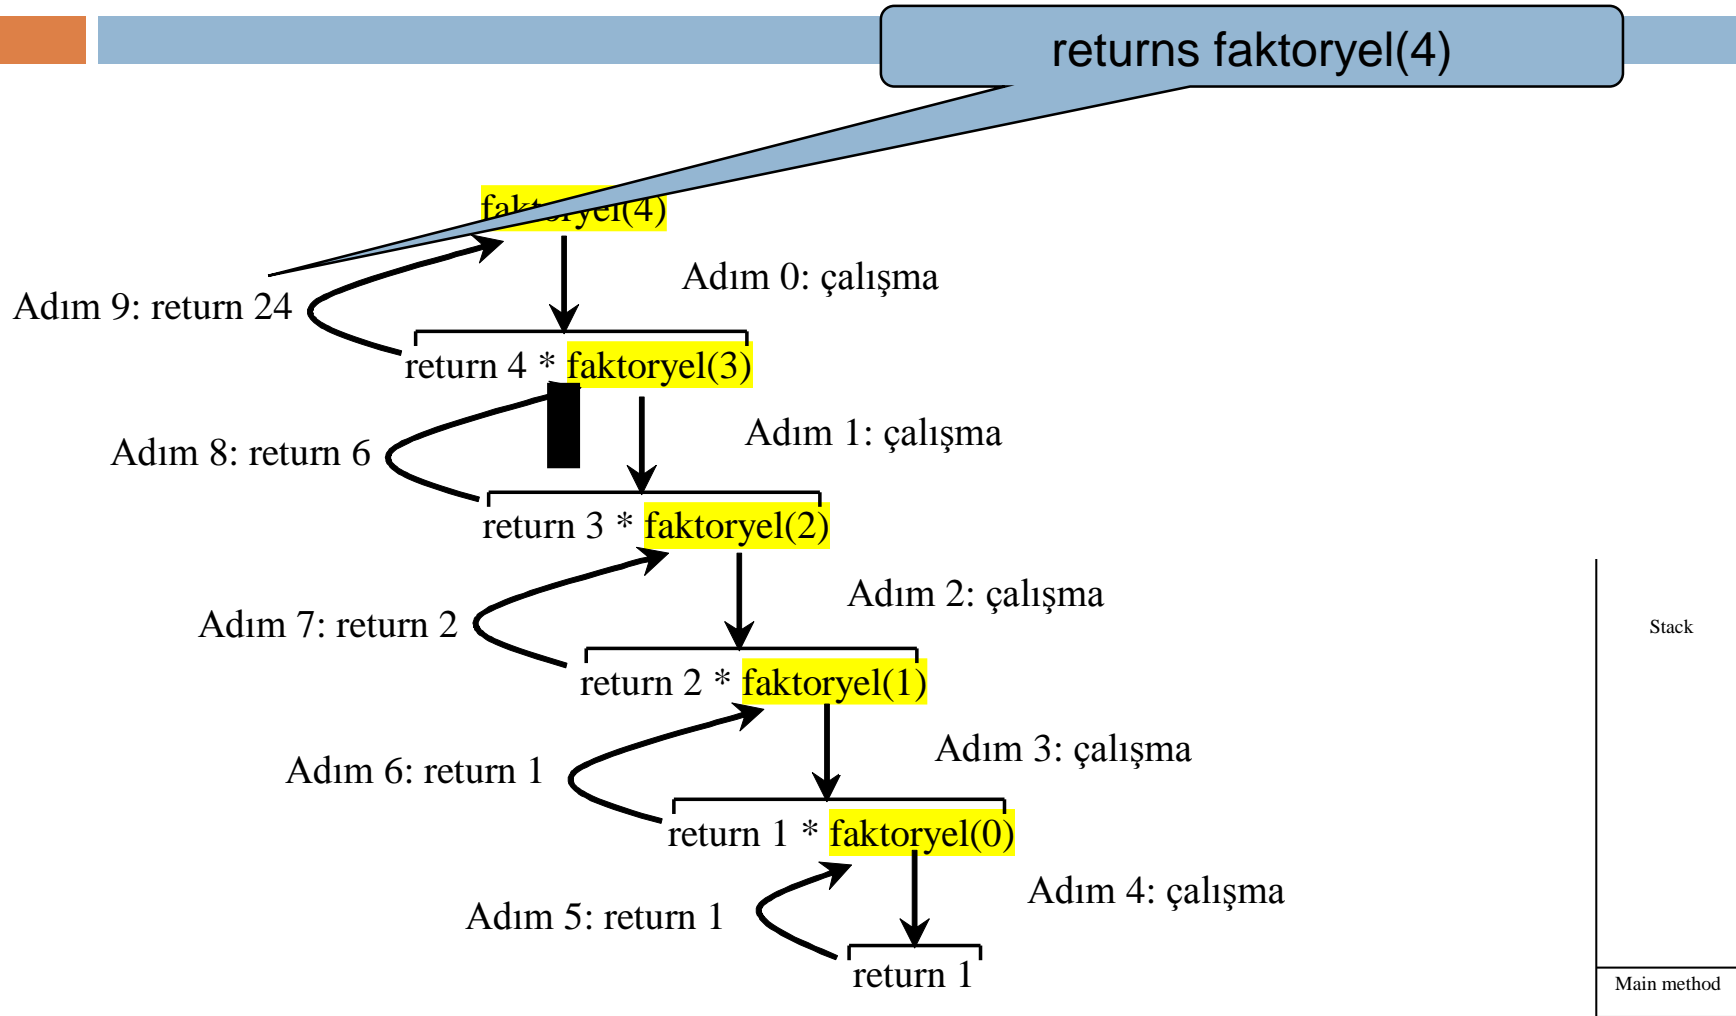 returns faktoryel(4)
faktoryel(4)
Adım 0: çalışma
Adım 9: return 24
return 4 * faktoryel(3)
Adım 1: çalışma
Adım 8: return 6
return 3 * faktoryel(2)
Adım 2: çalışma
Adım 7: return 2
Stack
return 2 * faktoryel(1)
Adım 3: çalışma
Adım 6: return 1
return 1 * faktoryel(0)
Adım 4: çalışma
Adım 5: return 1
return 1
Main method